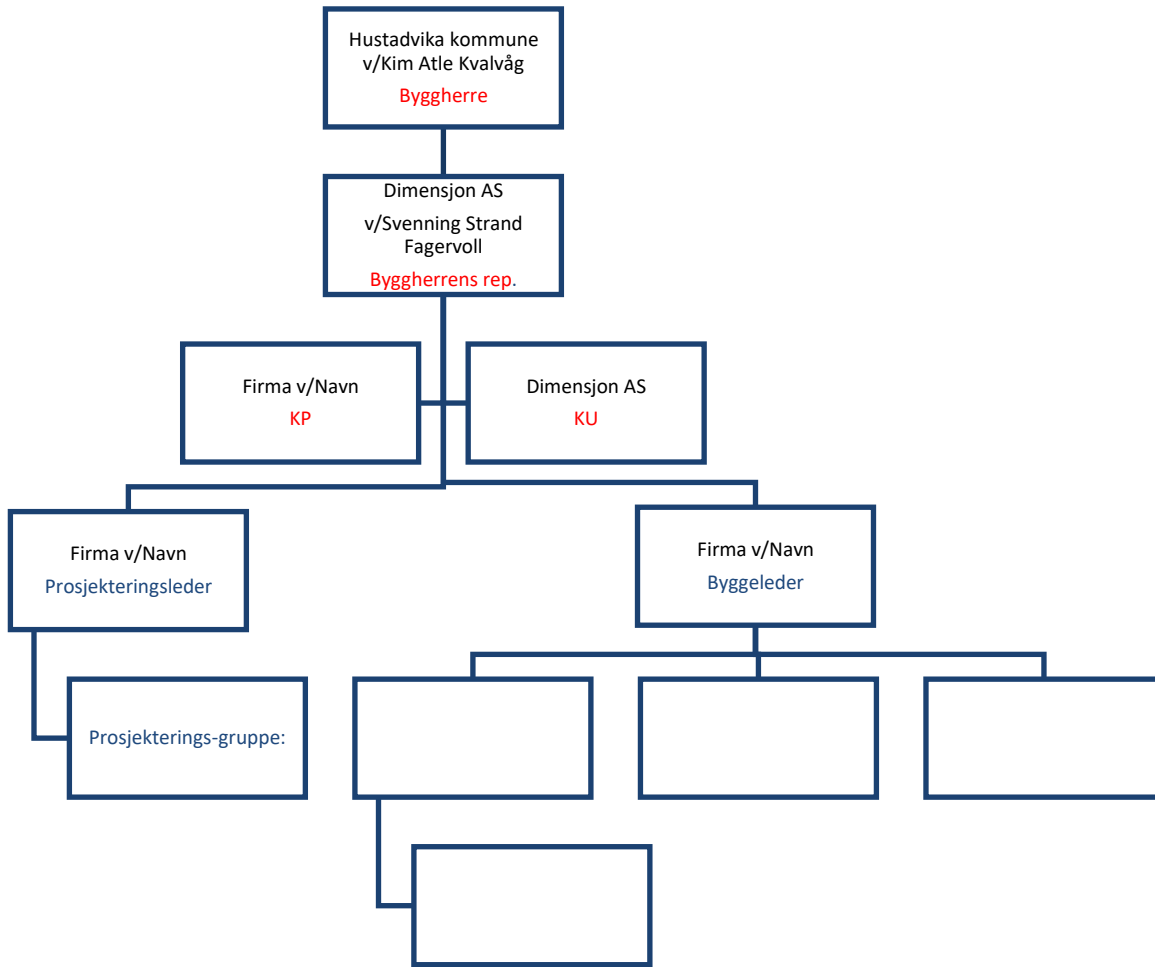 Hustadvika kommune
v/Kim Atle Kvalvåg
Byggherre
Dimensjon AS
v/Svenning Strand
Fagervoll
Byggherrens rep.
Firma v/Navn
KP
Dimensjon AS
KU
Firma v/Navn
Prosjekteringsleder
Firma v/Navn
Byggeleder
Prosjekterings-gruppe: